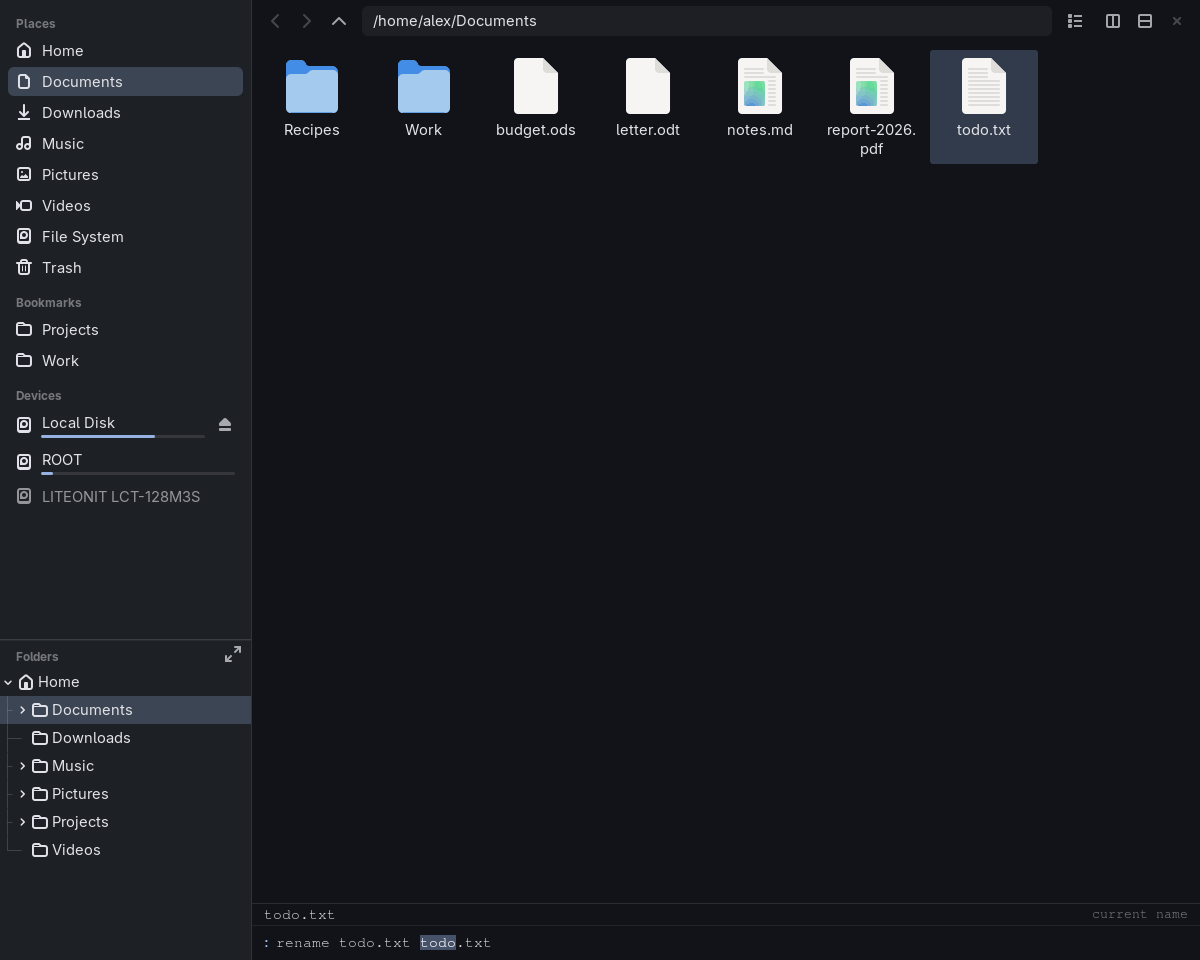 Places
Home
Documents
Downloads
Music
Pictures
Videos
File System
Trash
Bookmarks
Projects
Work
Devices
Local Disk
ROOT
LITEONIT LCT-128M3S
Folders
Home
Documents
Downloads
Music
Pictures
Projects
Videos
/home/alex/Documents
Recipes
Work
budget.ods
letter.odt
notes.md
report-2026.
pdf
todo.txt
todo.txt current name
: rename todo.txt todo.txt